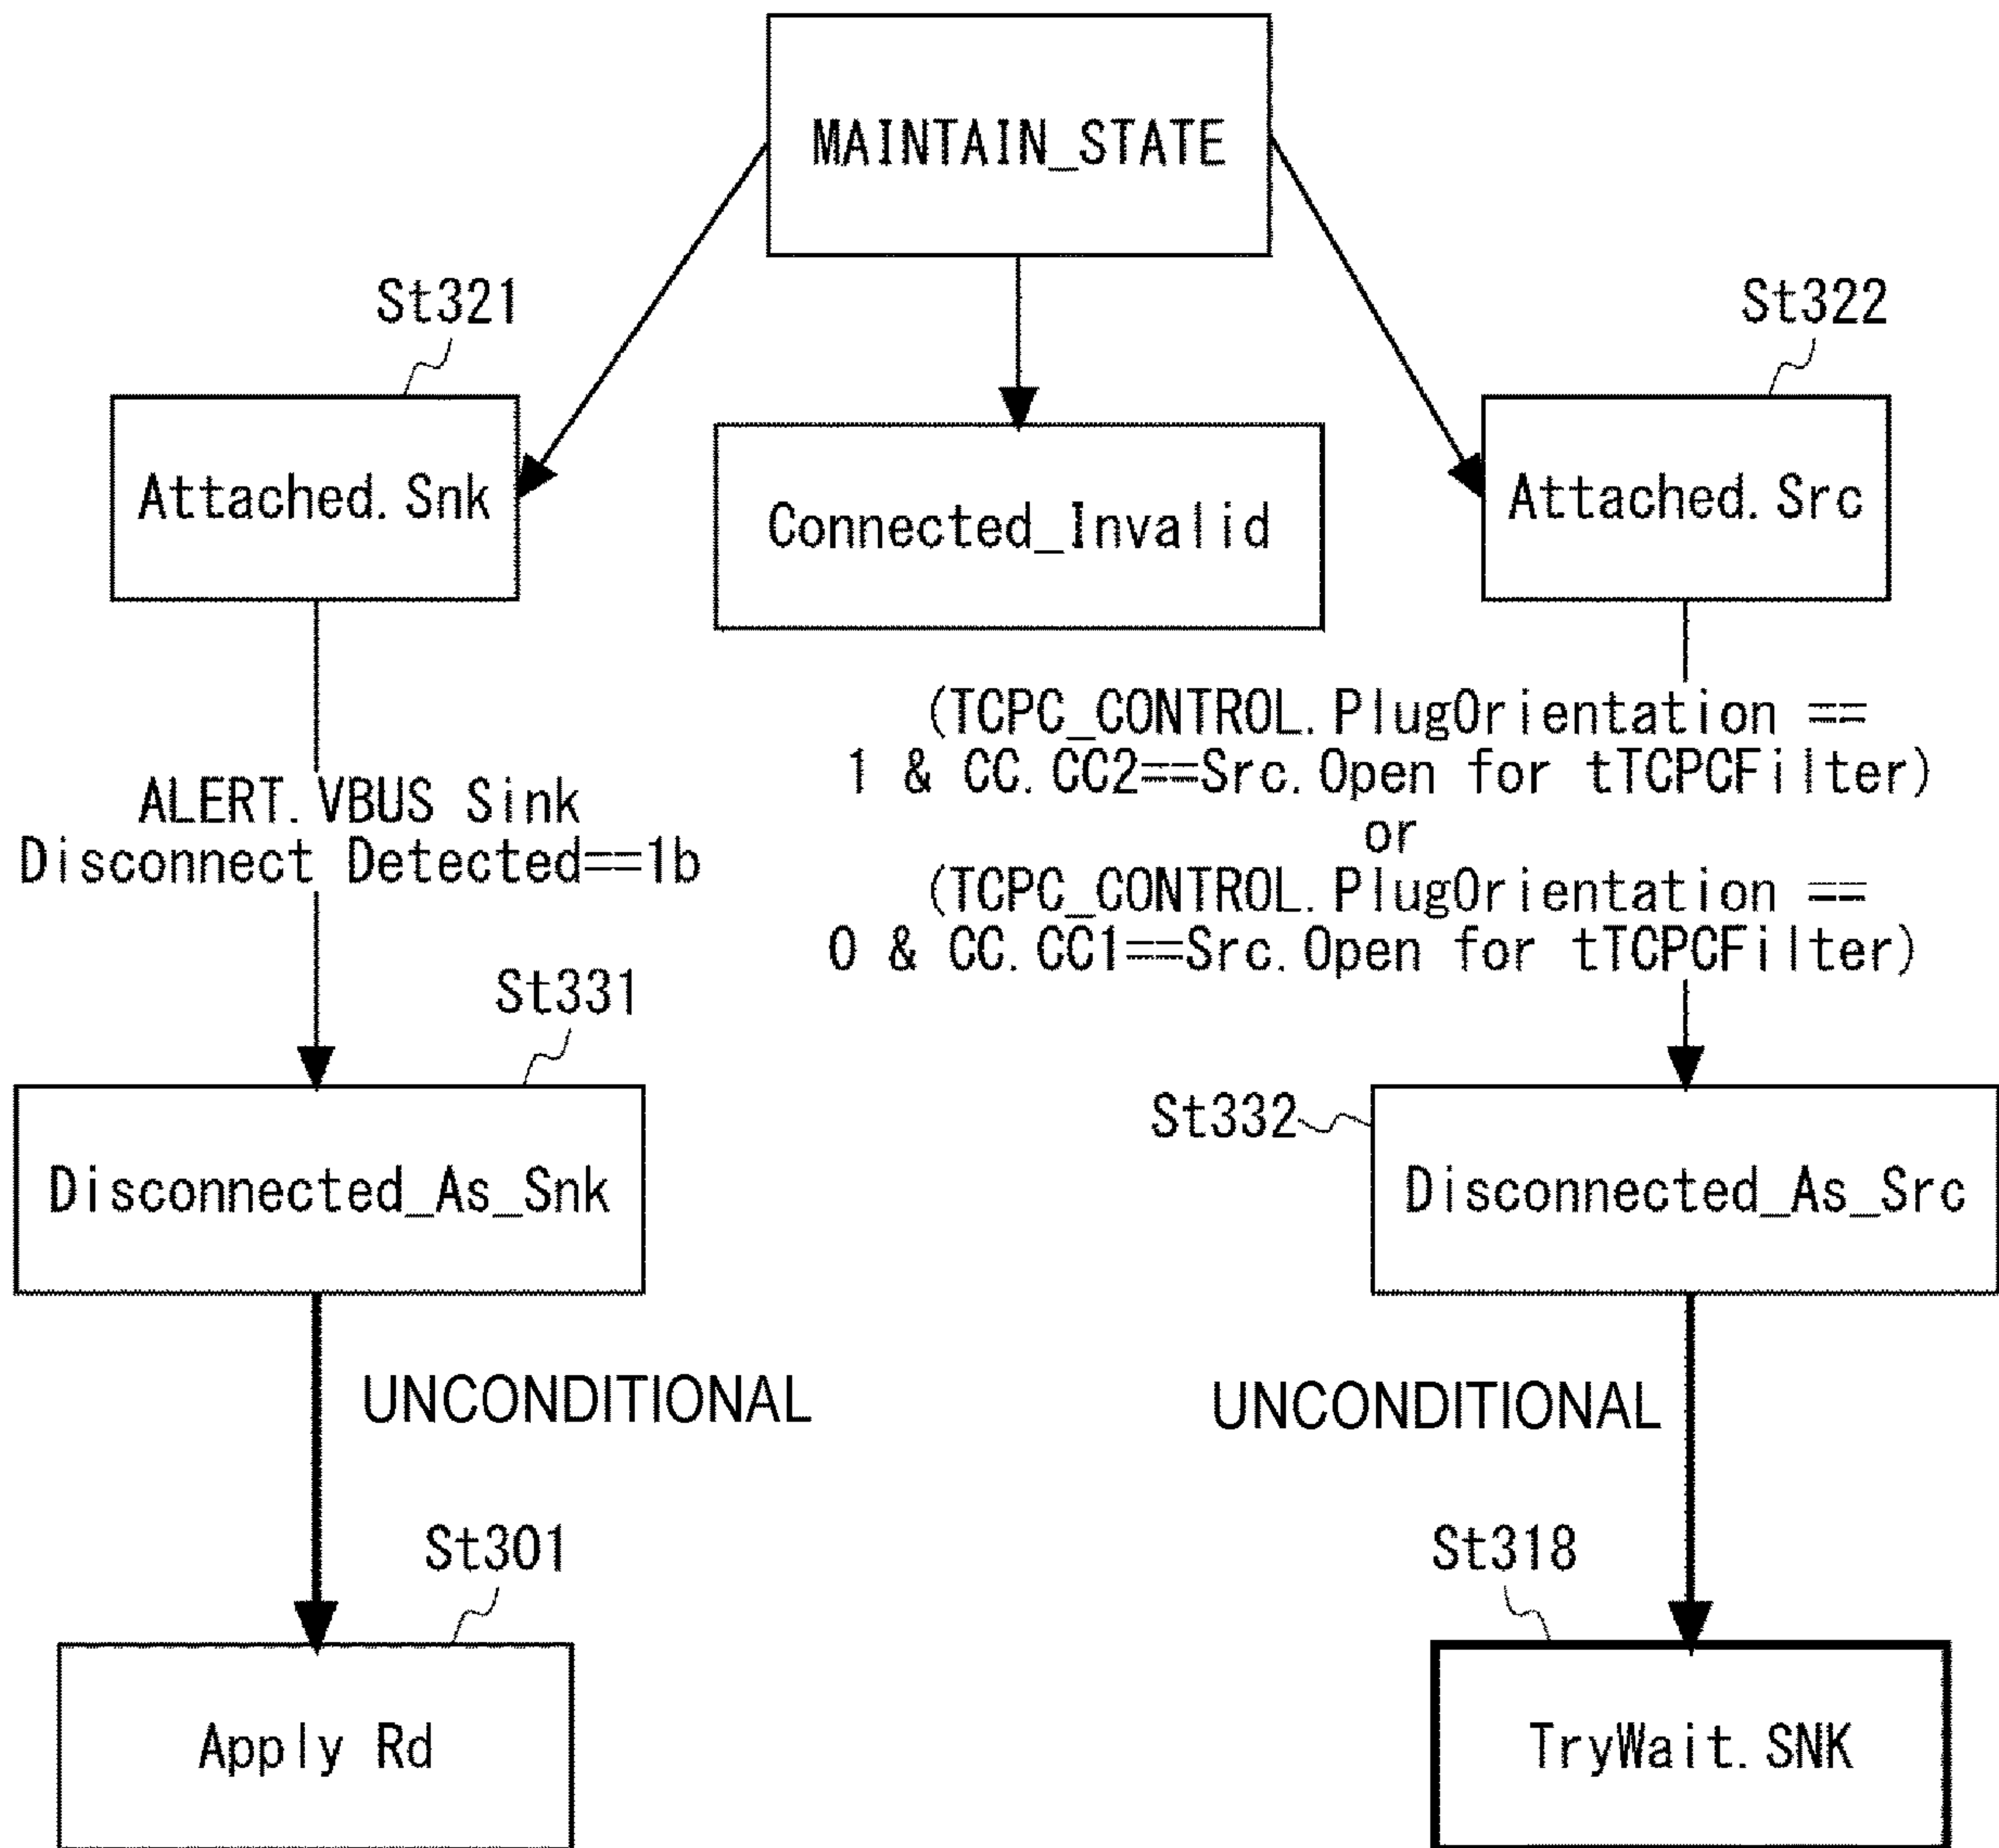 MAINTAIN_STATE
St321
St322
Attached.Snk
Connected_Invalid
Attached.Src
ALERT.VBUS Sink
Disconnect Detected==1b
(TCPC_CONTROL.PlugOrientation ==
1 & CC.CC2==Src.Open for tTCPCFilter)
or
(TCPC_CONTROL.PlugOrientation ==
0 & CC.CC1==Src.Open for tTCPCFilter)
St331
St332
Disconnected_As_Snk
Disconnected_As_Src
UNCONDITIONAL
UNCONDITIONAL
St301
St318
Apply Rd
TryWait.SNK